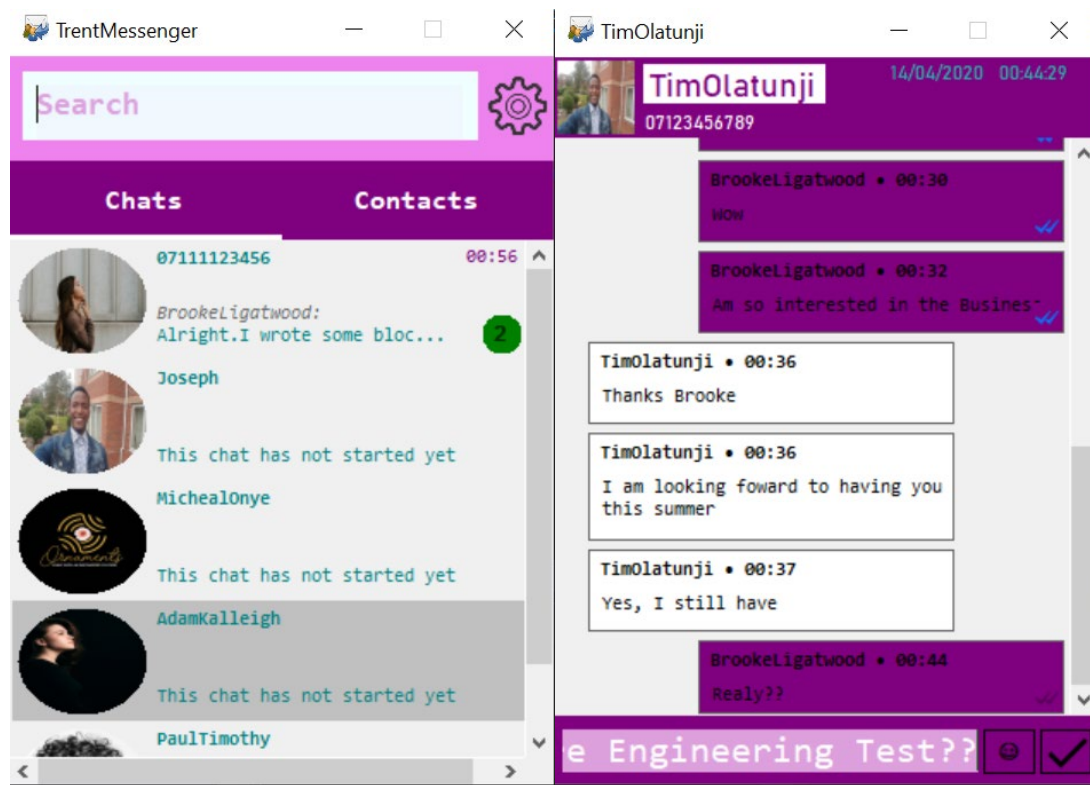 TrentMessenger
Search
Chats Contacts
07111123456 00:56
BrookeLigatwood:
Alright.I wrote some bloc... 2
Joseph
This chat has not started yet
MichealOnye
Ornaments
This chat has not started yet
AdamKalleigh
This chat has not started yet
PaulTimothy
TimOlatunji
TimOlatunji 14/04/2020 00:44:29
07123456789
BrookeLigatwood • 00:30
Wow
BrookeLigatwood • 00:32
Am so interested in the Busines
TimOlatunji • 00:36
Thanks Brooke
TimOlatunji • 00:36
I am looking foward to having you
this summer
TimOlatunji • 00:37
Yes, I still have
BrookeLigatwood • 00:44
Realy??
e Engineering Test??